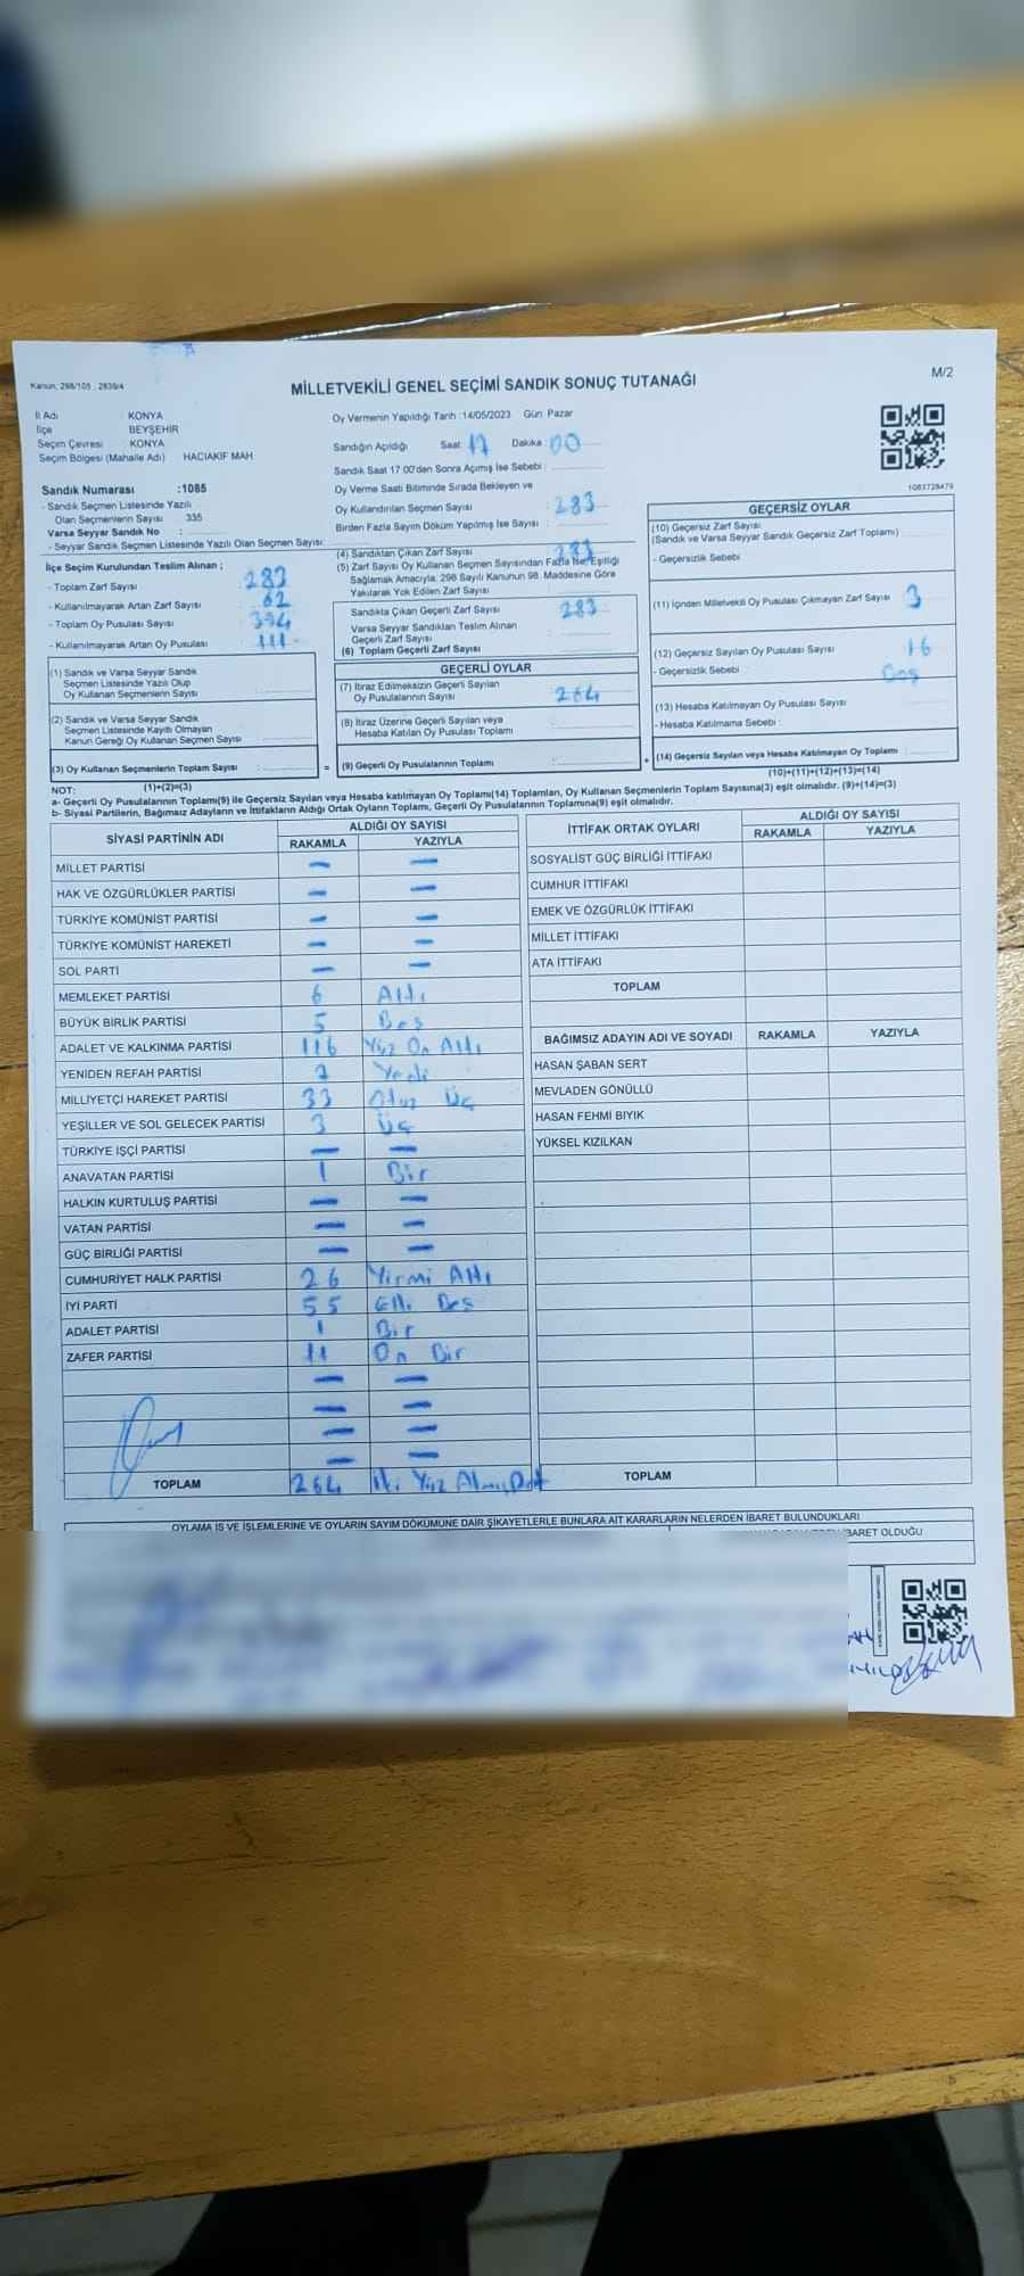 Kanun: 298/105 , 2839/4
MİLLETVEKİLİ GENEL SEÇİMİ SANDIK SONUÇ TUTANAĞI
M/2
İl Adı : KONYA
İlçe BEYŞEHİR
Seçim Çevresi KONYA
Seçim Bölgesi (Mahalle Adı) HACIAKİF MAH.
Sandık Numarası :1085
- Sandık Seçmen Listesinde Yazılı
Olan Seçmenlerin Sayısı 335
Varsa Seyyar Sandık No :
- Seyyar Sandık Seçmen Listesinde Yazılı Olan Seçmen Sayısı:
İlçe Seçim Kurulundan Teslim Alınan ;
- Toplam Zarf Sayısı
- Kullanılmayarak Artan Zarf Sayısı : 62
- Toplam Oy Pusulası Sayısı : 394
- Kullanılmayarak Artan Oy Pusulası : 111
(1) Sandık ve Varsa Seyyar Sandık
Seçmen Listesinde Yazılı Olup
Oy Kullanan Seçmenlerin Sayısı
(2) Sandık ve Varsa Seyyar Sandık
Seçmen Listesinde Kayıtlı Olmayan
Kanun Gereği Oy Kullanan Seçmen Sayısı :
(3) Oy Kullanan Seçmenlerin Toplam Sayısı :
(1)+(2)=(3)
Oy Vermenin Yapıldığı Tarih :14/05/2023 Gün Pazar
Sandığın Açıldığı Saat: 17 Dakika : 00
Sandık Saat 17:00'den Sonra Açılmış İse Sebebi :
Oy Verme Saati Bitiminde Sırada Bekleyen ve
Oy Kullandırılan Seçmen Sayısı : 283
Birden Fazla Sayım Döküm Yapılmış İse Sayısı :
(4) Sandıktan Çıkan Zarf Sayısı 283
(5) Zarf Sayısı Oy Kullanan Seçmen Sayısından Fazla İse, Eşitliği
Sağlamak Amacıyla, 298 Sayılı Kanunun 98. Maddesine Göre
Yakılarak Yok Edilen Zarf Sayısı
Sandıkta Çıkan Geçerli Zarf Sayısı 283
Varsa Seyyar Sandıktan Teslim Alınan
Geçerli Zarf Sayısı
(6) Toplam Geçerli Zarf Sayısı
GEÇERLİ OYLAR
(7) İtiraz Edilmeksizin Geçerli Sayılan
Oy Pusulalarının Sayısı 264
(8) İtiraz Üzerine Geçerli Sayılan veya
Hesaba Katılan Oy Pusulası Toplamı
= (9) Geçerli Oy Pusulalarının Toplamı
1083728479
GEÇERSİZ OYLAR
(10) Geçersiz Zarf Sayısı
(Sandık ve Varsa Seyyar Sandık Geçersiz Zarf Toplamı)
- Geçersizlik Sebebi
(11) İçinden Milletvekili Oy Pusulası Çıkmayan Zarf Sayısı 3
(12) Geçersiz Sayılan Oy Pusulası Sayısı 16
- Geçersizlik Sebebi :
(13) Hesaba Katılmayan Oy Pusulası Sayısı
- Hesaba Katılmama Sebebi :
+ (14) Geçersiz Sayılan veya Hesaba Katılmayan Oy Toplamı :
(10)+(11)+(12)+(13)=(14)
NOT:
a- Geçerli Oy Pusulalarının Toplamı(9) ile Geçersiz Sayılan veya Hesaba katılmayan Oy Toplamı(14) Toplamları, Oy Kullanan Seçmenlerin Toplam Sayısına(3) eşit olmalıdır. (9)+(14)=(3)
b- Siyasi Partilerin, Bağımsız Adayların ve İttifakların Aldığı Ortak Oyların Toplamı, Geçerli Oy Pusulalarının Toplamına(9) eşit olmalıdır.
SİYASİ PARTİNİN ADI ALDIĞI OY SAYISI
RAKAMLA YAZIYLA
MİLLET PARTİSİ — —
HAK VE ÖZGÜRLÜKLER PARTİSİ — —
TÜRKİYE KOMÜNİST PARTİSİ — —
TÜRKİYE KOMÜNİST HAREKETİ — —
SOL PARTİ — —
MEMLEKET PARTİSİ 6 Altı
BÜYÜK BİRLİK PARTİSİ 5 Beş
ADALET VE KALKINMA PARTİSİ 116 Yüz On Altı
YENİDEN REFAH PARTİSİ 7 Yedi
MİLLİYETÇİ HAREKET PARTİSİ 33 Otuz Üç
YEŞİLLER VE SOL GELECEK PARTİSİ 3 Üç
TÜRKİYE İŞÇİ PARTİSİ — —
ANAVATAN PARTİSİ 1 Bir
HALKIN KURTULUŞ PARTİSİ — —
VATAN PARTİSİ — —
GÜÇ BİRLİĞİ PARTİSİ — —
CUMHURİYET HALK PARTİSİ 26 Yirmi Altı
İYİ PARTİ 55 Elli Beş
ADALET PARTİSİ 1 Bir
ZAFER PARTİSİ 11 On Bir
— —
— —
— —
— —
TOPLAM 264 İki Yüz Altmış Dört
İTTİFAK ORTAK OYLARI ALDIĞI OY SAYISI
RAKAMLA YAZIYLA
SOSYALİST GÜÇ BİRLİĞİ İTTİFAKI
CUMHUR İTTİFAKI
EMEK VE ÖZGÜRLÜK İTTİFAKI
MİLLET İTTİFAKI
ATA İTTİFAKI
TOPLAM
BAĞIMSIZ ADAYIN ADI VE SOYADI RAKAMLA YAZIYLA
HASAN ŞABAN SERT
MEVLADEN GÖNÜLLÜ
HASAN FEHMİ BIYIK
YÜKSEL KIZILKAN
TOPLAM
OYLAMA İŞ VE İŞLEMLERİNE VE OYLARIN SAYIM DÖKÜMÜNE DAİR ŞİKAYETLERLE BUNLARA AİT KARARLARIN NELERDEN İBARET BULUNDUKLARI
BARET OLDUĞU